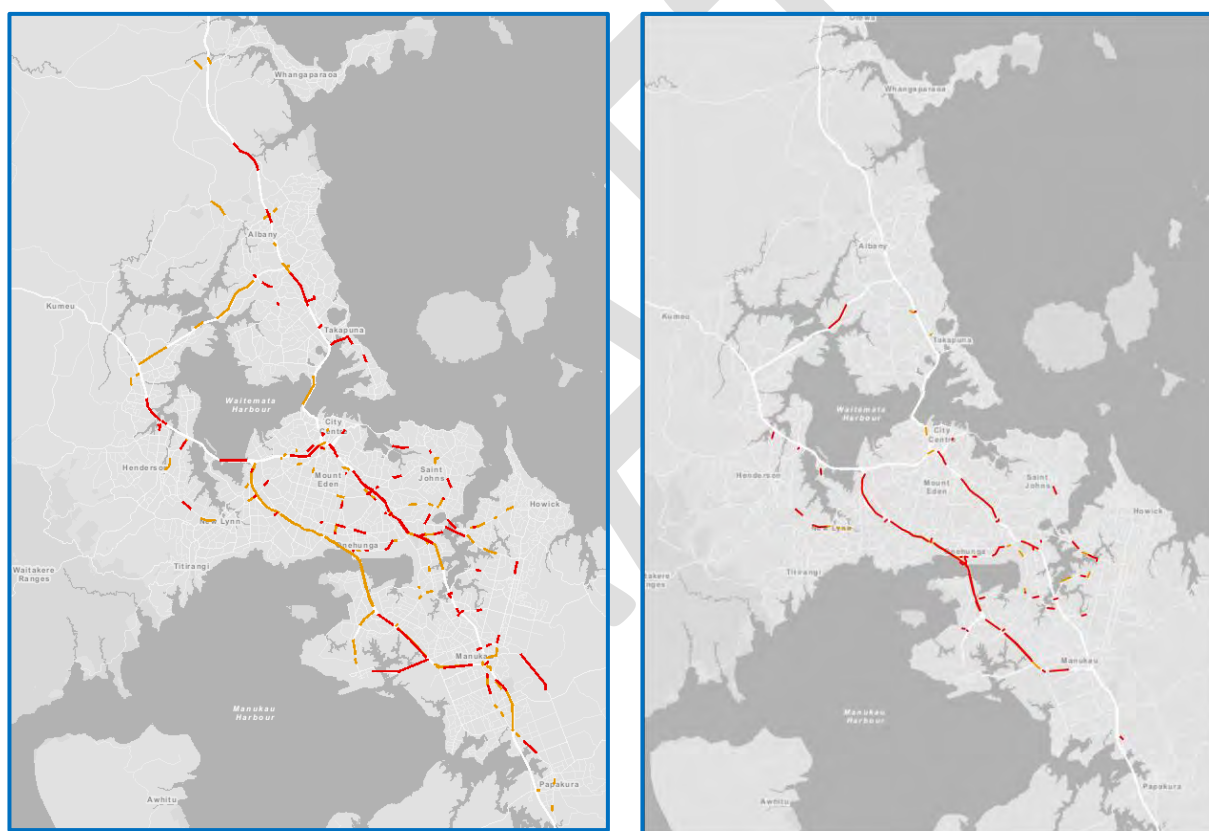 Whangaparaoa
Albany
Kumeu
Takapuna
Waitemata
Harbour
City
Centre
Henderson
Mount
Eden
Saint
Johns
Howick
New Lynn
Onehunga
Titirangi
Waitakere
Ranges
Manukau
Manukau
Harbour
Papakura
Awhitu
Orewa
Whangaparaoa
Albany
Kumeu
Takapuna
Waitemata
Harbour
City
Centre
Henderson
Mount
Eden
Saint
Johns
Howick
New Lynn
Onehunga
Titirangi
itakere
Ranges
Manukau
Manukau
Harbour
Papakura
Awhitu